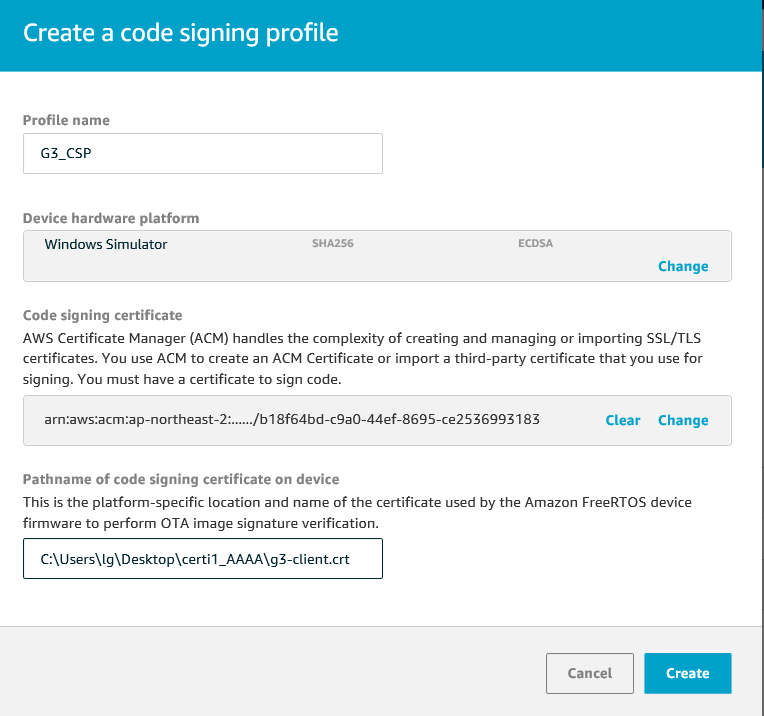 Create a code signing profile
Profile name
G3_CSP
Device hardware platform
Windows Simulator SHA256 ECDSA
Change
Code signing certificate
AWS Certificate Manager (ACM) handles the complexity of creating and managing or importing SSL/TLS
certificates. You use ACM to create an ACM Certificate or import a third-party certificate that you use for
signing. You must have a certificate to sign code.
arn:aws:acm:ap-northeast-2:....../b18f64bd-c9a0-44ef-8695-ce2536993183 Clear Change
Pathname of code signing certificate on device
This is the platform-specific location and name of the certificate used by the Amazon FreeRTOS device
firmware to perform OTA image signature verification.
C:\Users\lg\Desktop\certi1_AAAA\g3-client.crt
Cancel Create